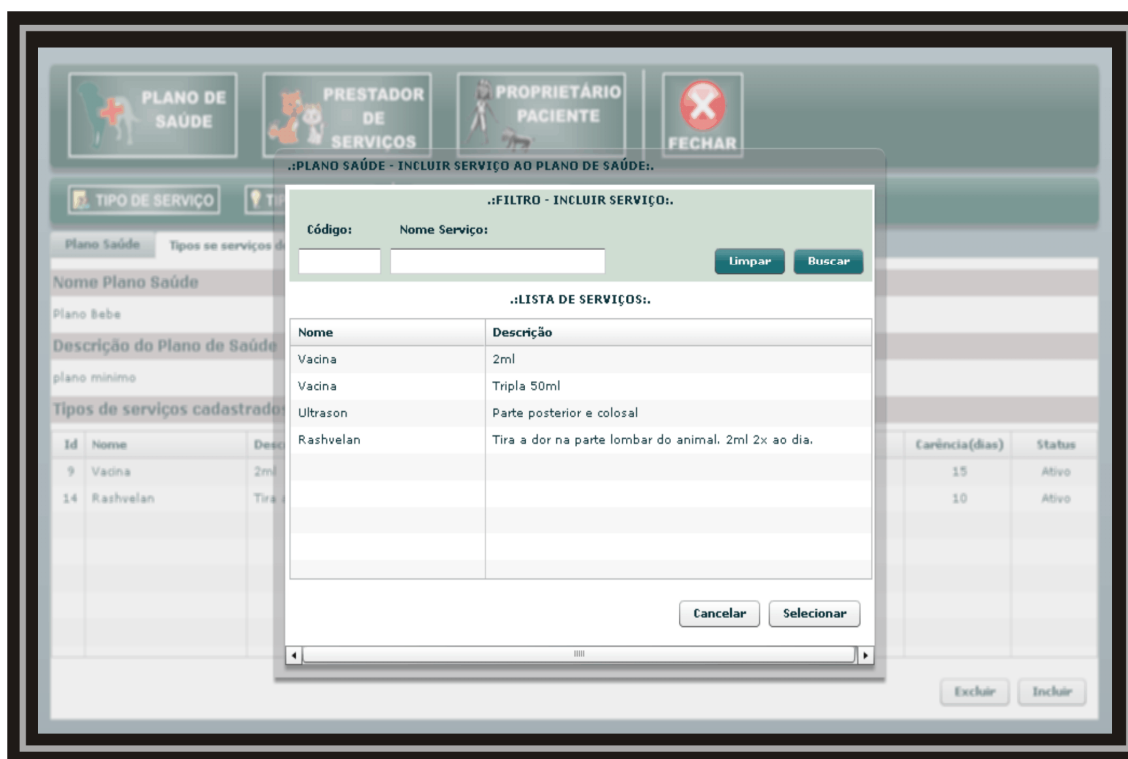 PLANO DE
SAÚDE
PRESTADOR
DE
SERVIÇOS
PROPRIETÁRIO
PACIENTE
FECHAR
.:PLANO SAÚDE - INCLUIR SERVIÇO AO PLANO DE SAÚDE:.
TIPO DE SERVIÇO
.:FILTRO - INCLUIR SERVIÇO:.
Código: Nome Serviço:
Limpar Buscar
Plano Saúde Tipos se serviços
Nome Plano Saúde
Plano Bebe
Descrição do Plano de Saúde
plano minimo
Tipos de serviços cadastrados
.:LISTA DE SERVIÇOS:.
Nome Descrição
Vacina 2ml
Vacina Tripla 50ml
Ultrason Parte posterior e colosal
Rashvelan Tira a dor na parte lombar do animal. 2ml 2x ao dia.
Id Nome Carência(dias) Status
9 Vacina 2ml 15 Ativo
14 Rashvelan Tira 10 Ativo
Cancelar Selecionar
Excluir Incluir